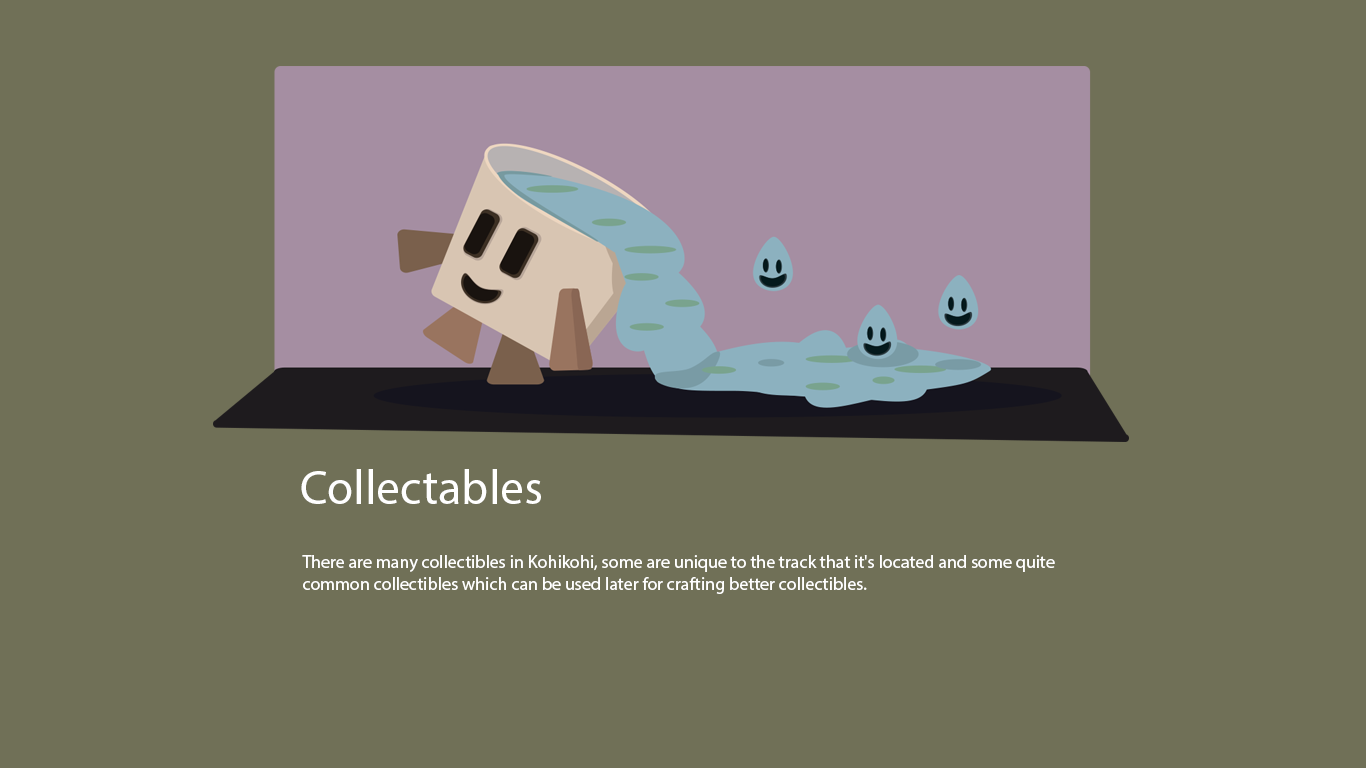 Collectables
There are many collectibles in Kohikohi, some are unique to the track that it's located and some quite
common collectibles which can be used later for crafting better collectibles.